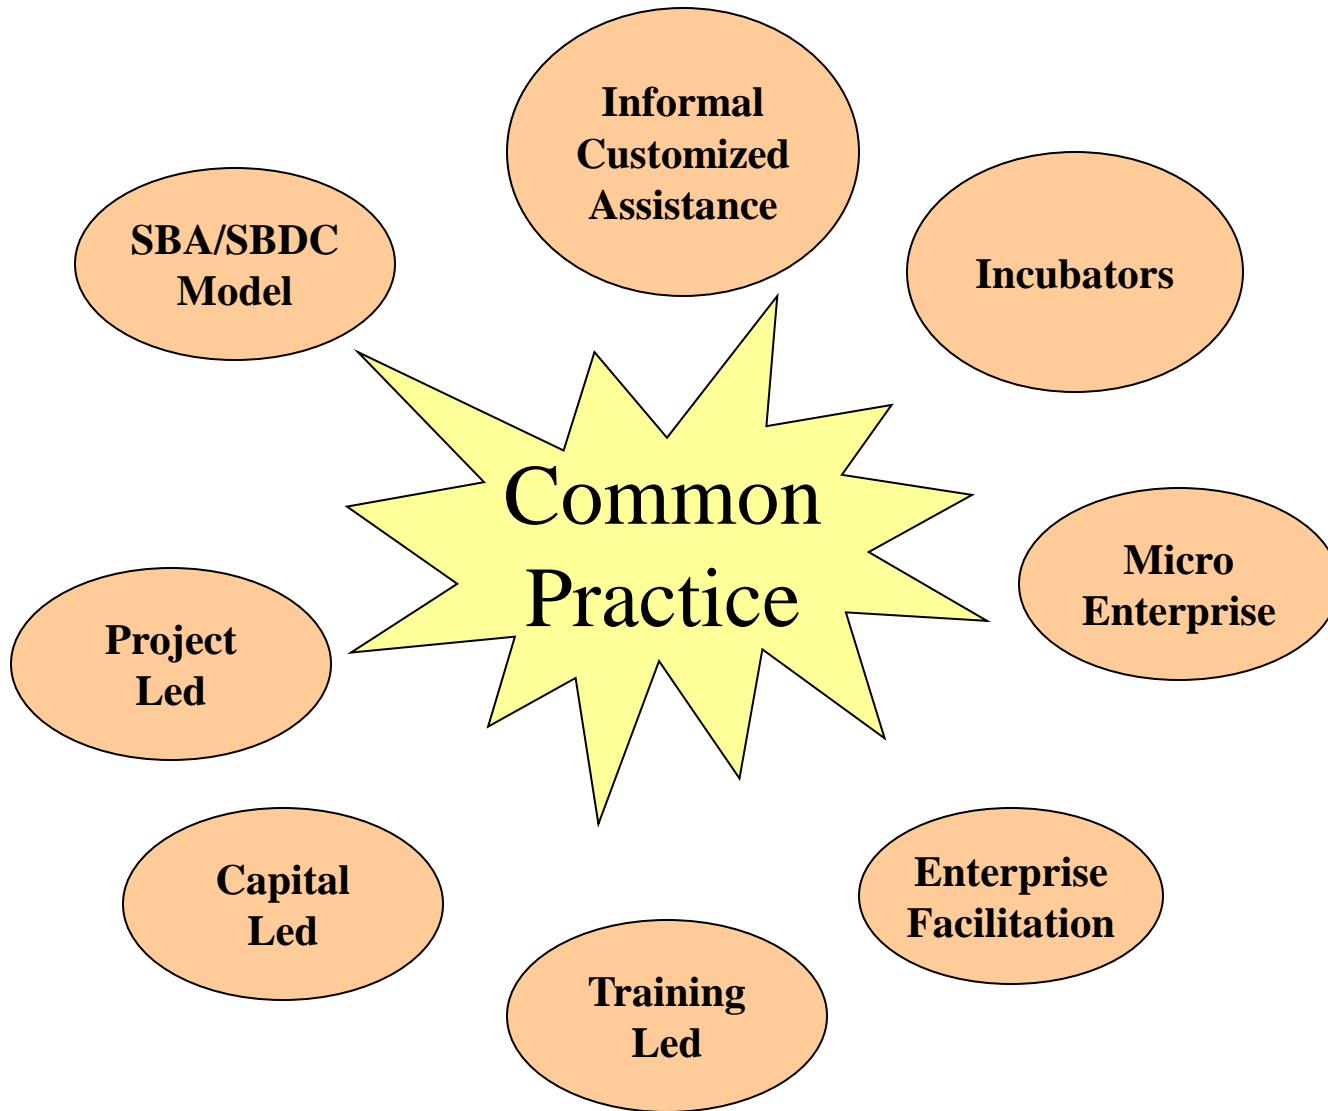 Informal
Customized
Assistance
SBA/SBDC
Model
Incubators
Common
Practice
Micro
Enterprise
Project
Led
Capital
Led
Enterprise
Facilitation
Training
Led